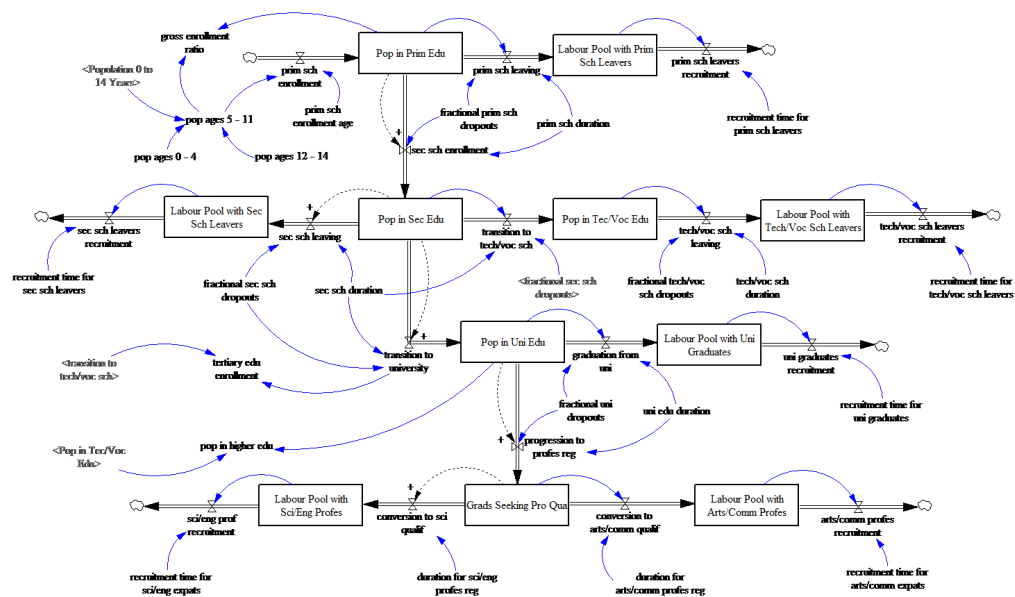 gross enrollment
ratio
Pop in Prim Edu
Labour Pool with Prim
Sch Leavers
<Population 0 to
14 Years>
prim sch
enrollment
prim sch leaving
prim sch leavers
recruitment
prim sch
enrollment age
fractional prim sch
dropouts
prim sch duration
recruitment time for
prim sch leavers
pop ages 5 - 11
pop ages 0 - 4
pop ages 12 - 14
+
sec sch enrollment
Labour Pool with Sec
Sch Leavers
+
Pop in Sec Edu
Pop in Tec/Voc Edu
Labour Pool with
Tech/Voc Sch Leavers
sec sch leavers
recruitment
sec sch leaving
transition to
tech/voc sch
tech/voc sch
leaving
tech/voc sch leavers
recruitment
recruitment time for
sec sch leavers
fractional sec sch
dropouts
sec sch duration
<fractional sec sch
dropouts>
fractional tech/voc
sch dropouts
tech/voc sch
duration
recruitment time for
tech/voc sch leavers
+
Pop in Uni Edu
Labour Pool with Uni
Graduates
<transition to
tech/voc sch>
tertiary edu
enrollment
transition to
university
graduation from
uni
uni graduates
recruitment
fractional uni
dropouts
uni edu duration
recruitment time for
uni graduates
<Pop in Tec/Voc
Edu>
pop in higher edu
+
progression to
profes reg
Labour Pool with
Sci/Eng Profes
+
Grads Seeking Pro Qua
Labour Pool with
Arts/Comm Profes
sci/eng prof
recruitment
conversion to sci
qualif
conversion to
arts/comm qualif
arts/comm profes
recruitment
recruitment time for
sci/eng expats
duration for sci/eng
profes reg
duration for
arts/comm profes reg
recruitment time for
arts/comm expats